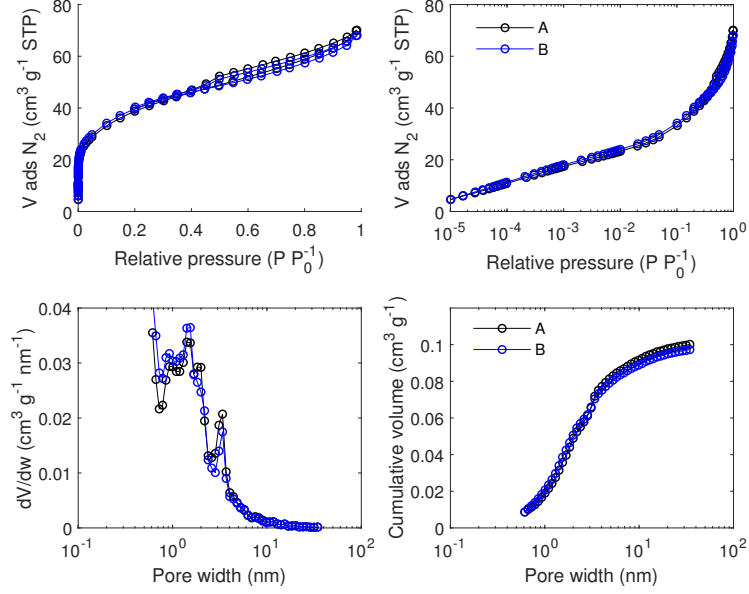 V ads N2 (cm3 g-1 STP)
80
60
40
20
0
0 0.2 0.4 0.6 0.8 1
Relative pressure (P P0-1)
V ads N2 (cm3 g-1 STP)
80
60
40
20
0
A
B
10-5 10-4 10-3 10-2 10-1 100
Relative pressure (P P0-1)
dV/dw (cm3 g-1 nm-1)
0.04
0.03
0.02
0.01
0
10-1 100 101 102
Pore width (nm)
Cumulative volume (cm3 g-1)
0.1
0.08
0.06
0.04
0.02
0
A
B
10-1 100 101 102
Pore width (nm)